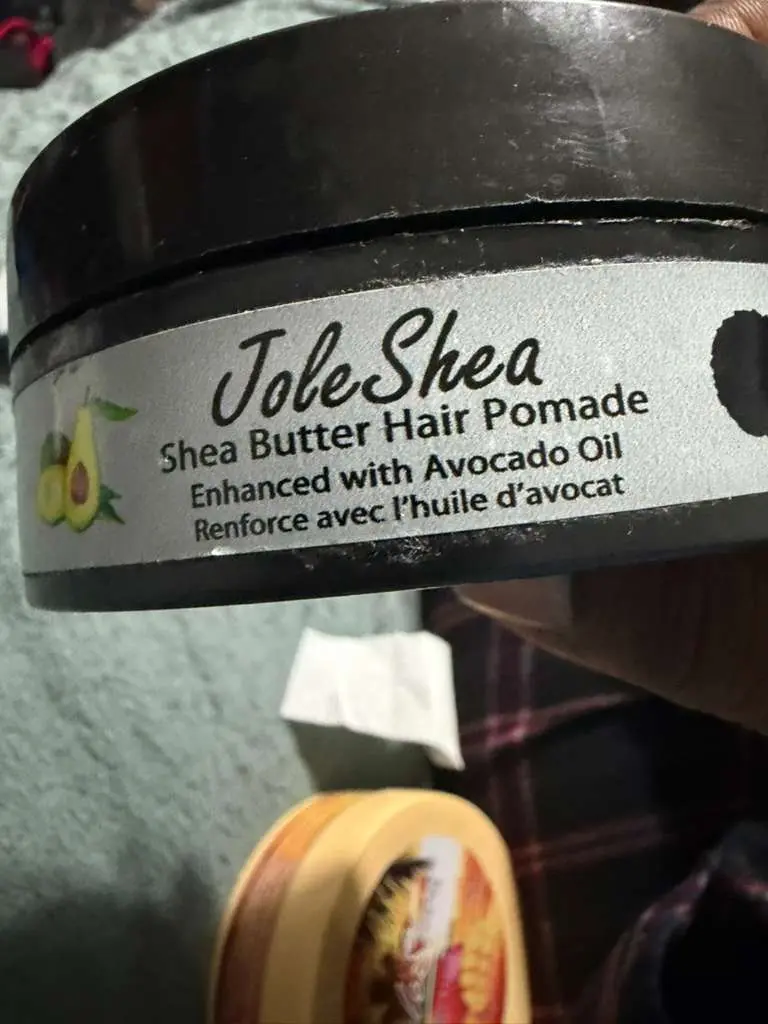 JoleShea
Shea Butter Hair Pomade
Enhanced with Avocado Oil
Renforce avec l'huile d'avocat